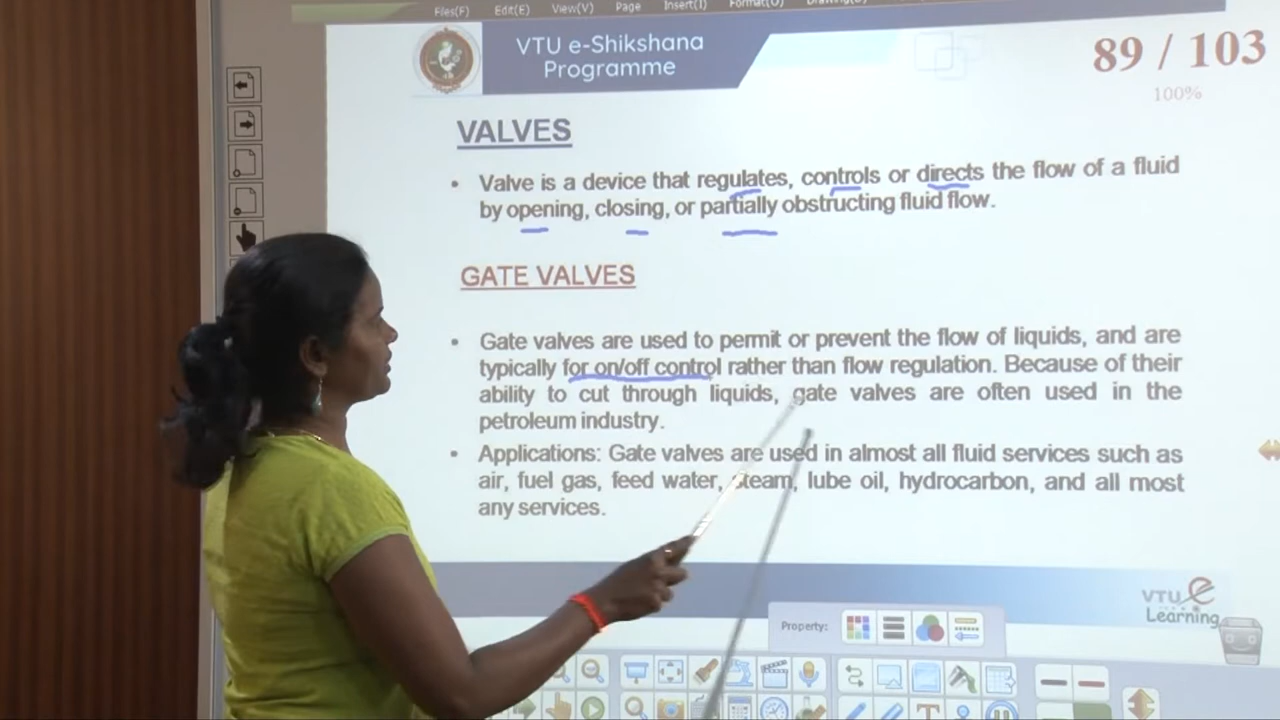 Files(F) Edit(E) View(V) Page Insert(I) Format(O)
VTU e-Shikshana
Programme
89 / 103
100%
VALVES
• Valve is a device that regulates, controls or directs the flow of a fluid
by opening, closing, or partially obstructing fluid flow.
GATE VALVES
• Gate valves are used to permit or prevent the flow of liquids, and are
typically for on/off control rather than flow regulation. Because of their
ability to cut through liquids, gate valves are often used in the
petroleum industry.
• Applications: Gate valves are used in almost all fluid services such as
air, fuel gas, feed water, steam, lube oil, hydrocarbon, and all most
any services.
VTU e
Learning
Property: